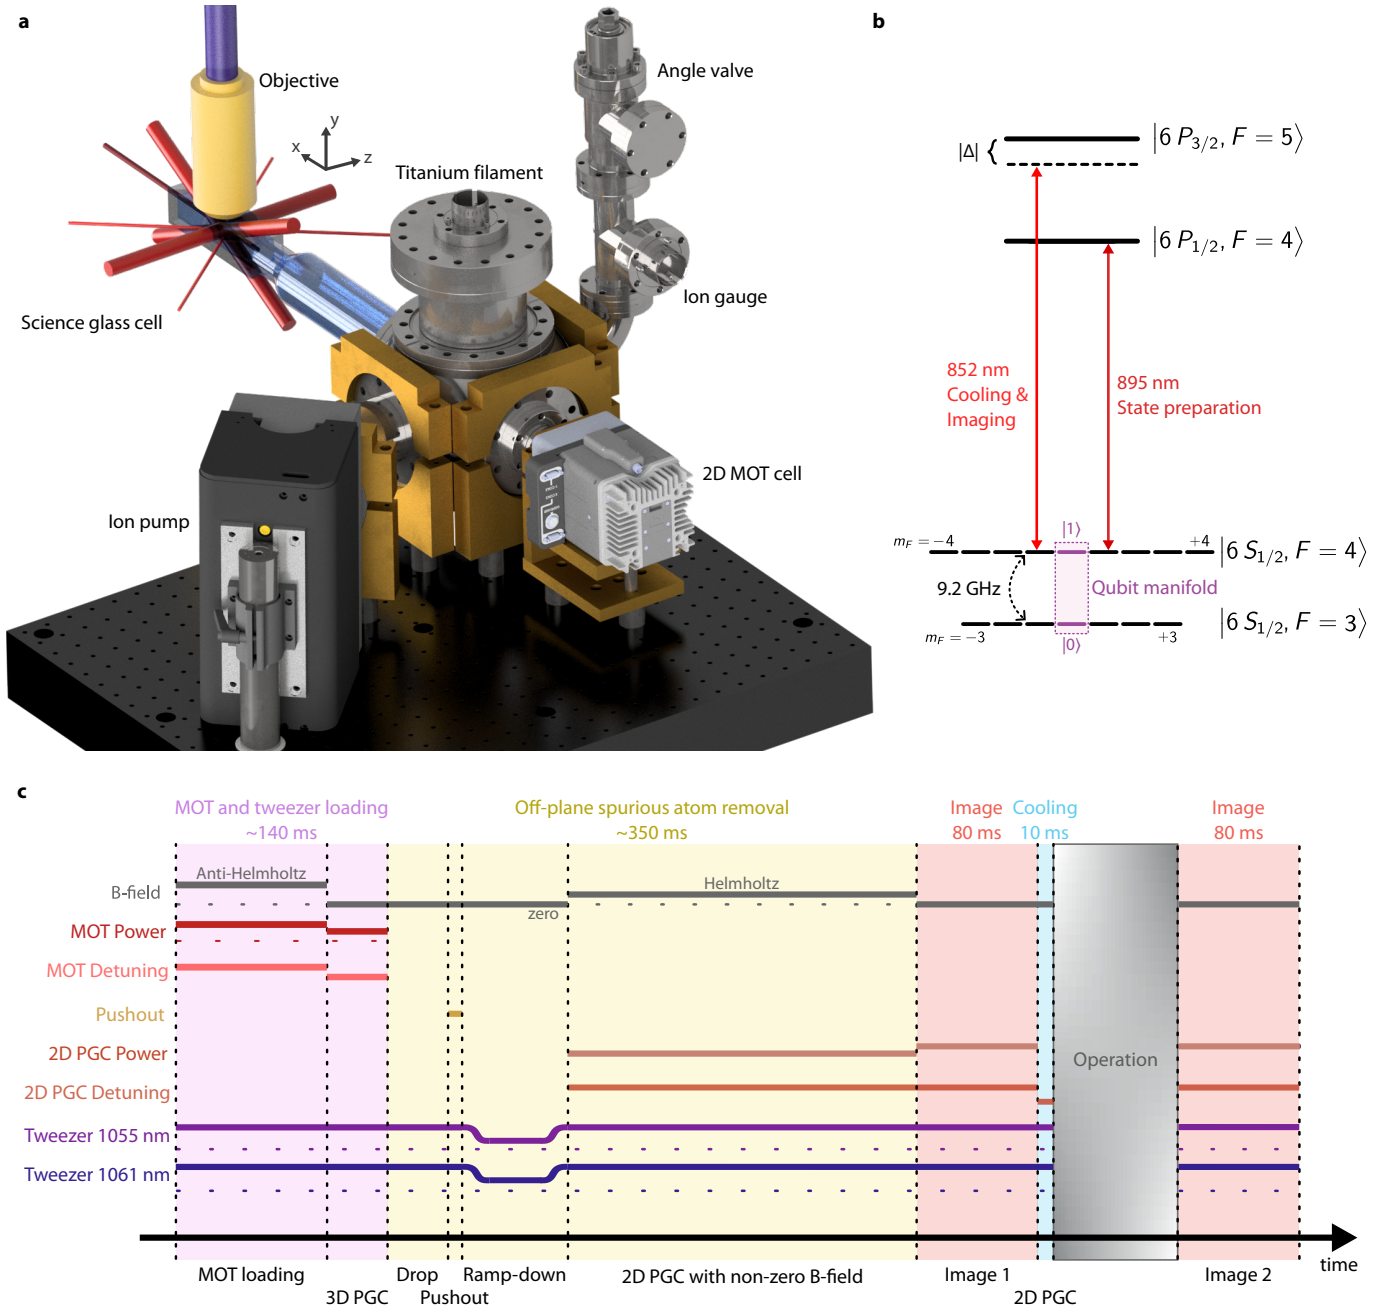 a
Objective
Angle valve
y
x
z
Titanium filament
Ion gauge
Science glass cell
2D MOT cell
Ion pump
b
|6 P3/2, F = 5⟩
|Δ|
|6 P1/2, F = 4⟩
852 nm
Cooling &
Imaging
895 nm
State preparation
|1⟩
mF = −4
+4
|6 S1/2, F = 4⟩
9.2 GHz
Qubit manifold
|6 S1/2, F = 3⟩
mF = −3
+3
|0⟩
c
MOT and tweezer loading
~140 ms
Off-plane spurious atom removal
~350 ms
Image
80 ms
Cooling
10 ms
Image
80 ms
B-field
Anti-Helmholtz
zero
Helmholtz
MOT Power
MOT Detuning
Pushout
2D PGC Power
2D PGC Detuning
Operation
Tweezer 1055 nm
Tweezer 1061 nm
time
MOT loading
3D PGC
Drop
Pushout
Ramp-down
2D PGC with non-zero B-field
Image 1
2D PGC
Image 2